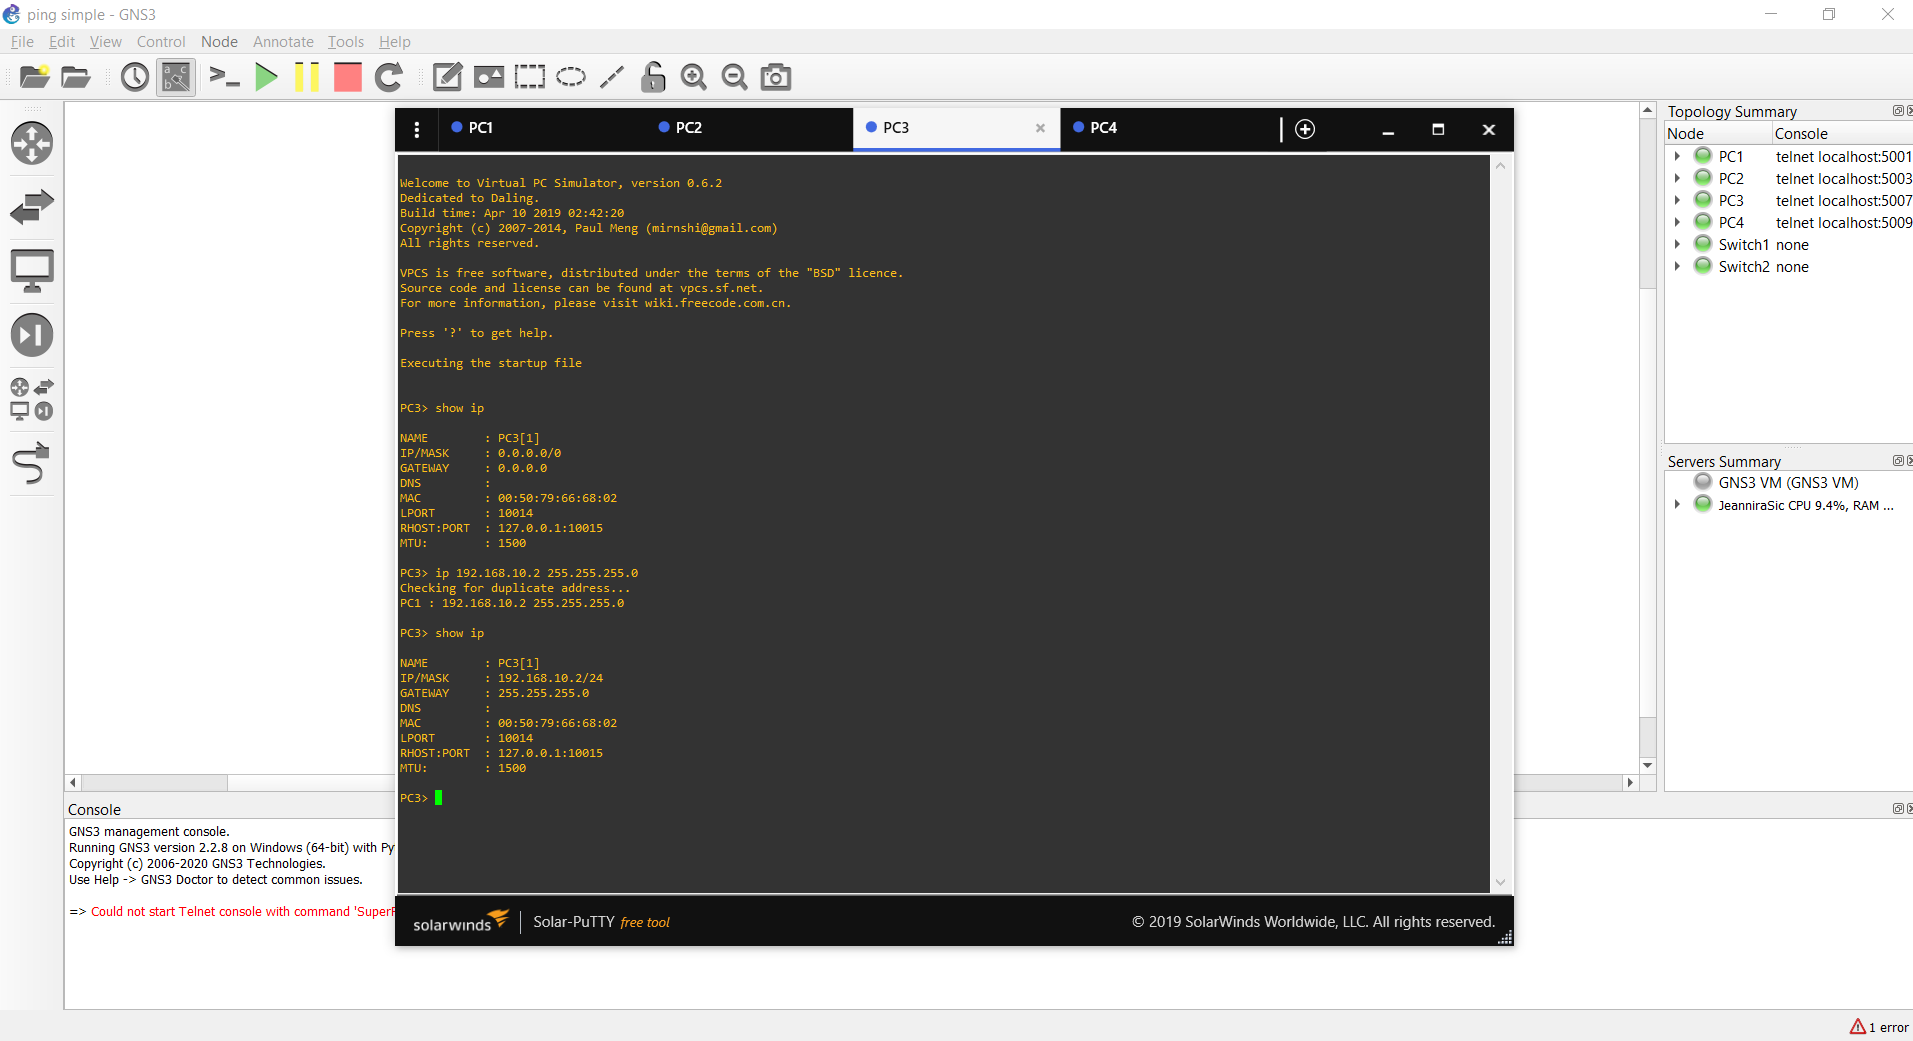 ping simple - GNS3
File Edit View Control Node Annotate Tools Help
PC1 PC2 PC3 PC4
Welcome to Virtual PC Simulator, version 0.6.2
Dedicated to Daling.
Build time: Apr 10 2019 02:42:20
Copyright (c) 2007-2014, Paul Meng (mirnshi@gmail.com)
All rights reserved.
VPCS is free software, distributed under the terms of the "BSD" licence.
Source code and license can be found at vpcs.sf.net.
For more information, please visit wiki.freecode.com.cn.
Press '?' to get help.
Executing the startup file
PC3> show ip
NAME : PC3[1]
IP/MASK : 0.0.0.0/0
GATEWAY : 0.0.0.0
DNS :
MAC : 00:50:79:66:68:02
LPORT : 10014
RHOST:PORT : 127.0.0.1:10015
MTU: : 1500
PC3> ip 192.168.10.2 255.255.255.0
Checking for duplicate address...
PC1 : 192.168.10.2 255.255.255.0
PC3> show ip
NAME : PC3[1]
IP/MASK : 192.168.10.2/24
GATEWAY : 255.255.255.0
DNS :
MAC : 00:50:79:66:68:02
LPORT : 10014
RHOST:PORT : 127.0.0.1:10015
MTU: : 1500
PC3>
solarwinds Solar-PuTTY free tool © 2019 SolarWinds Worldwide, LLC. All rights reserved.
Topology Summary
Node Console
PC1 telnet localhost:5001
PC2 telnet localhost:5003
PC3 telnet localhost:5007
PC4 telnet localhost:5009
Switch1 none
Switch2 none
Servers Summary
GNS3 VM (GNS3 VM)
JeanniraSic CPU 9.4%, RAM ...
Console
GNS3 management console.
Running GNS3 version 2.2.8 on Windows (64-bit) with Py
Copyright (c) 2006-2020 GNS3 Technologies.
Use Help -> GNS3 Doctor to detect common issues.
=> Could not start Telnet console with command 'Super
1 error